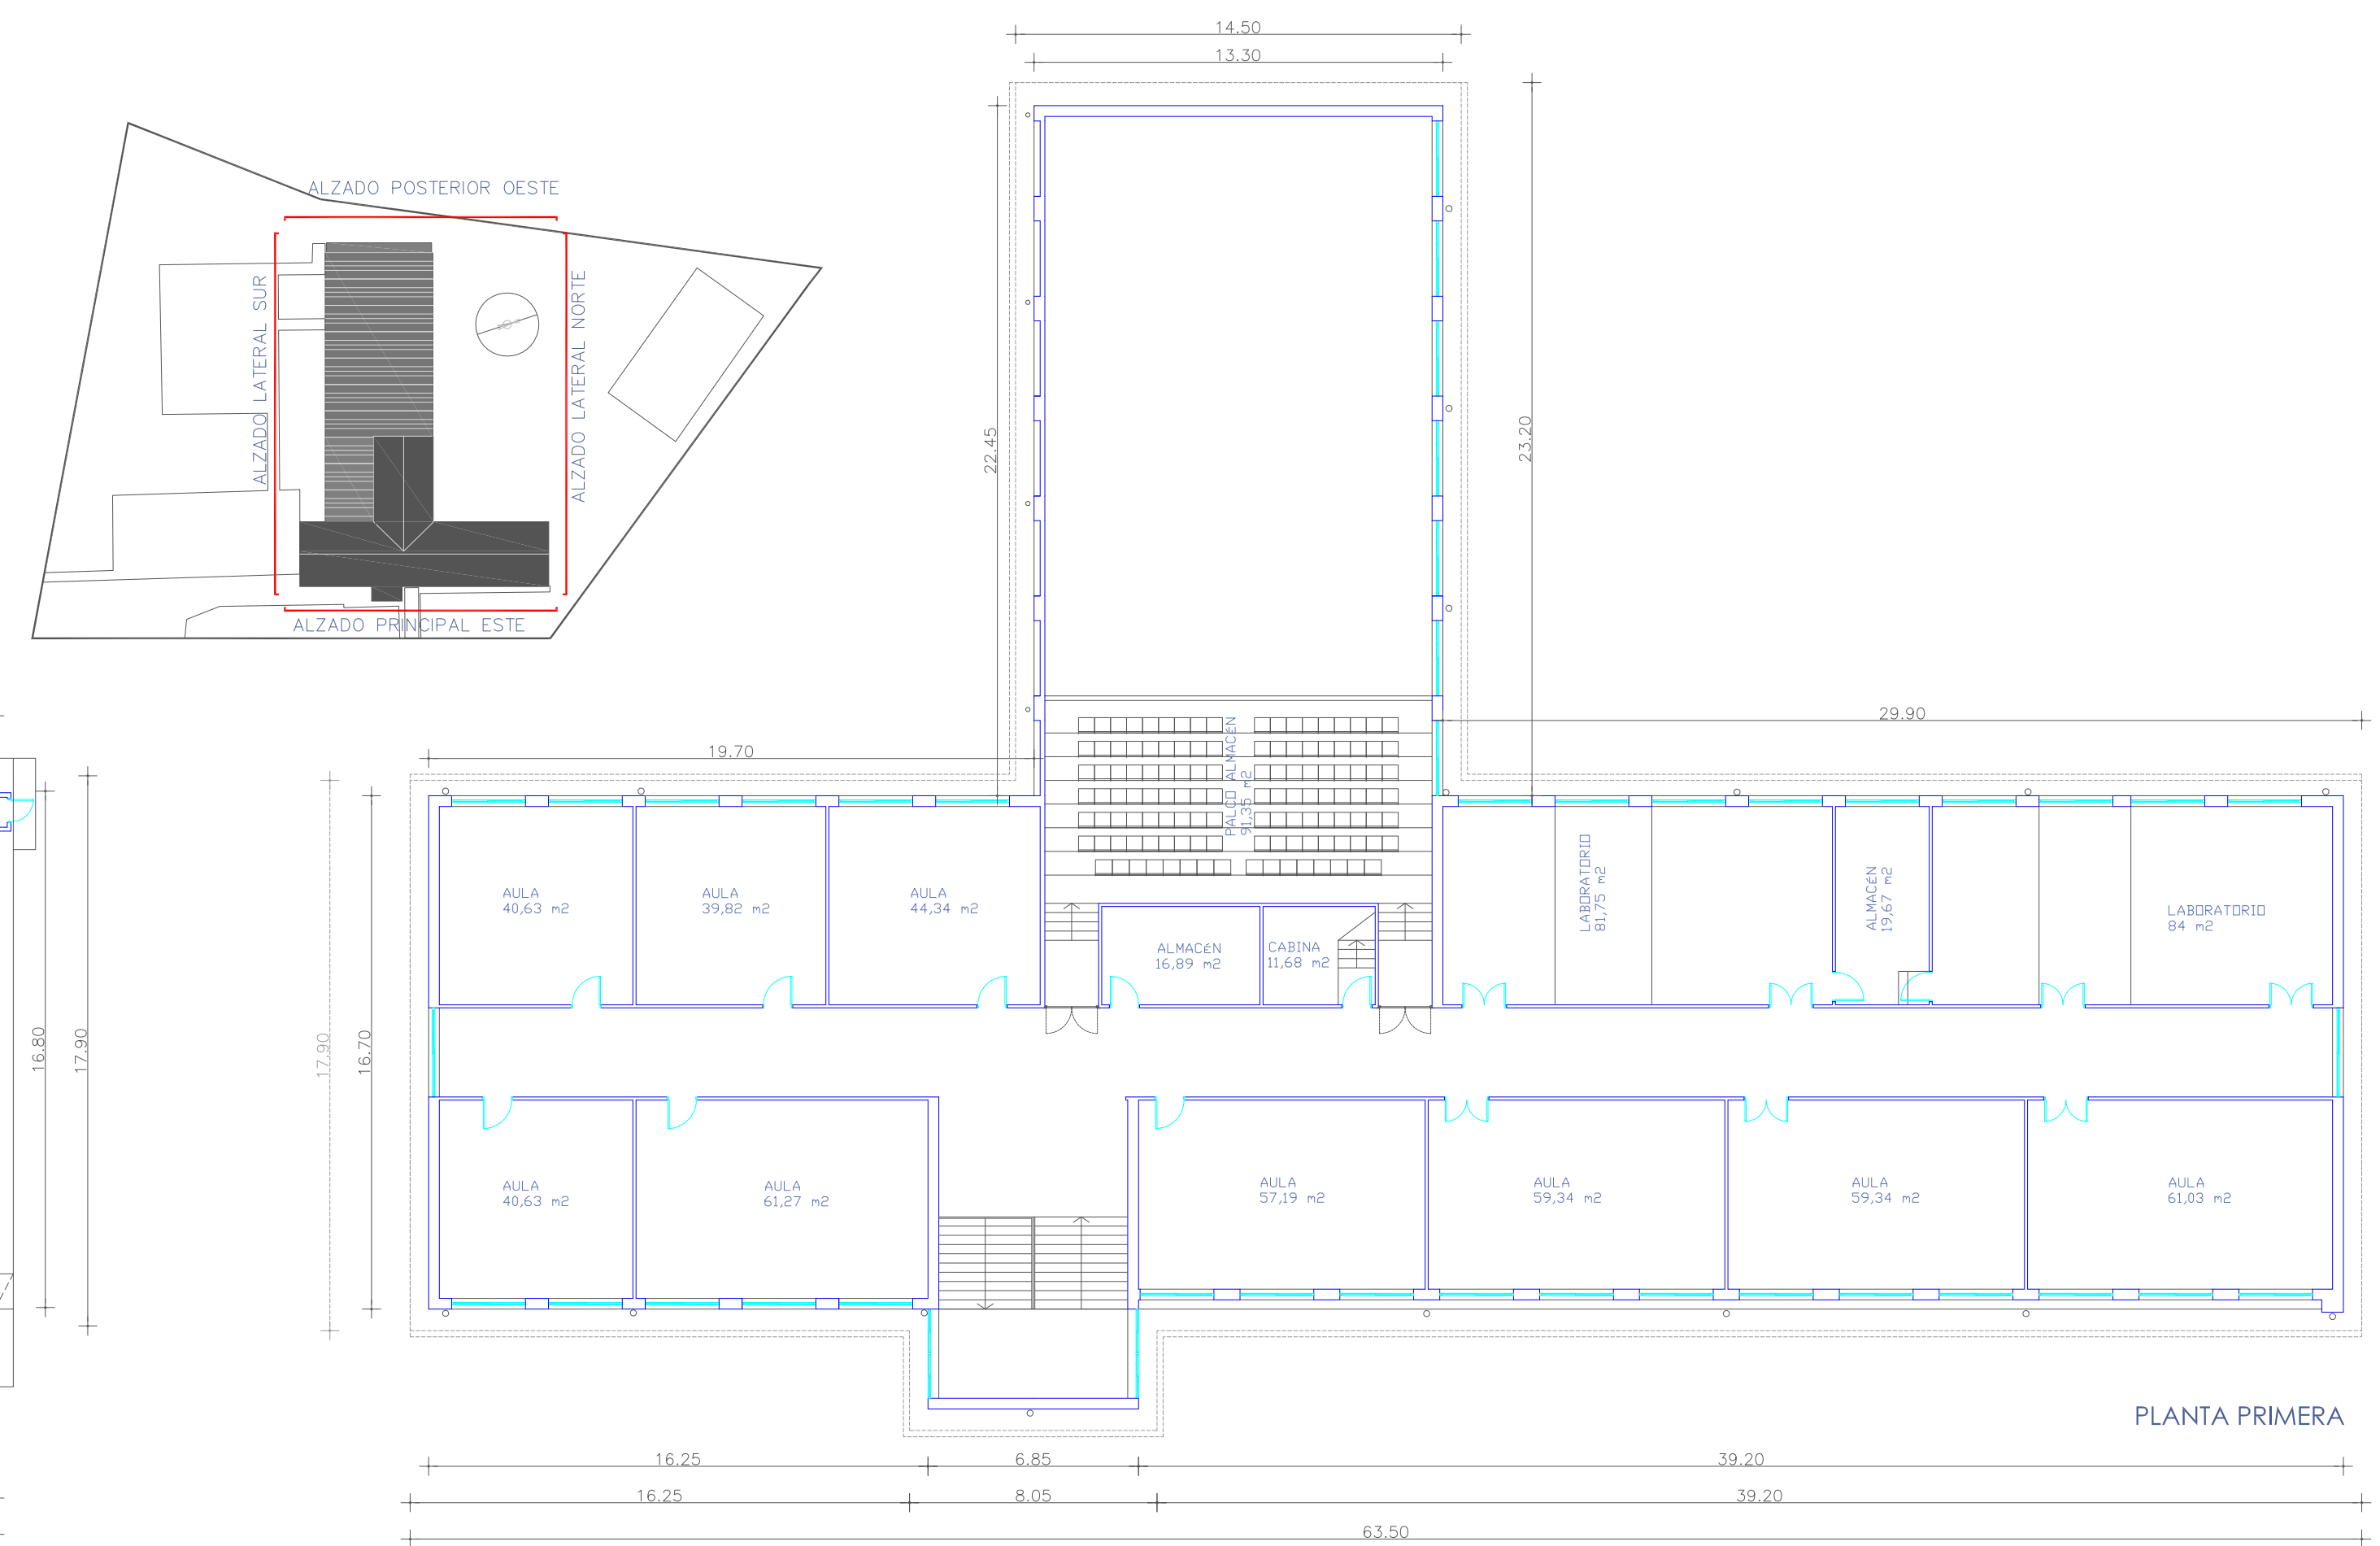 14.50
13.30
ALZADO POSTERIOR OESTE
ALZADO LATERAL SUR
ALZADO LATERAL NORTE
ALZADO PRINCIPAL ESTE
22.45
23.20
29.90
19.70
PALCO ALMACÉN
91,35 m2
AULA
40,63 m2
AULA
39,82 m2
AULA
44,34 m2
ALMACÉN
16,89 m2
CABINA
11,68 m2
LABORATORIO
81,75 m2
ALMACÉN
19,67 m2
LABORATORIO
84 m2
16.80
17.90
17.90
16.70
AULA
40,63 m2
AULA
61,27 m2
AULA
57,19 m2
AULA
59,34 m2
AULA
59,34 m2
AULA
61,03 m2
PLANTA PRIMERA
16.25
6.85
39.20
16.25
8.05
39.20
63.50